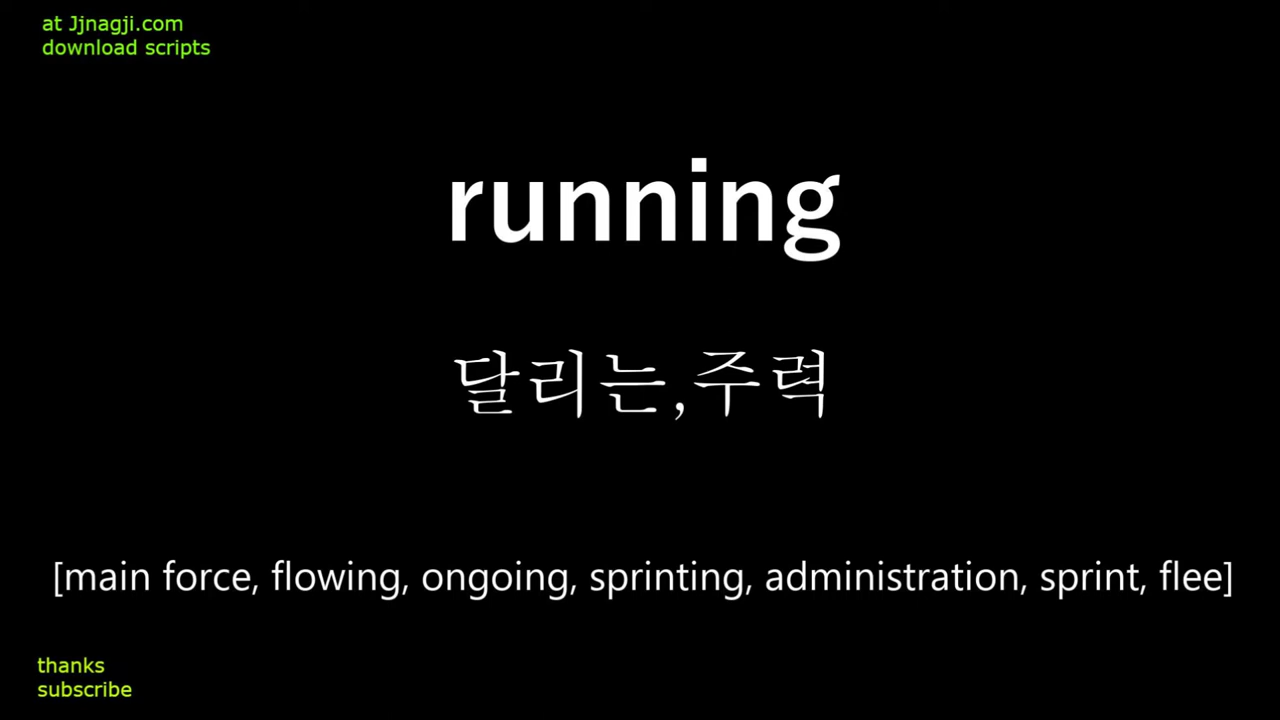 at Jjnagji.com
download scripts
running
달리는,주력
[main force, flowing, ongoing, sprinting, administration, sprint, flee]
thanks
subscribe